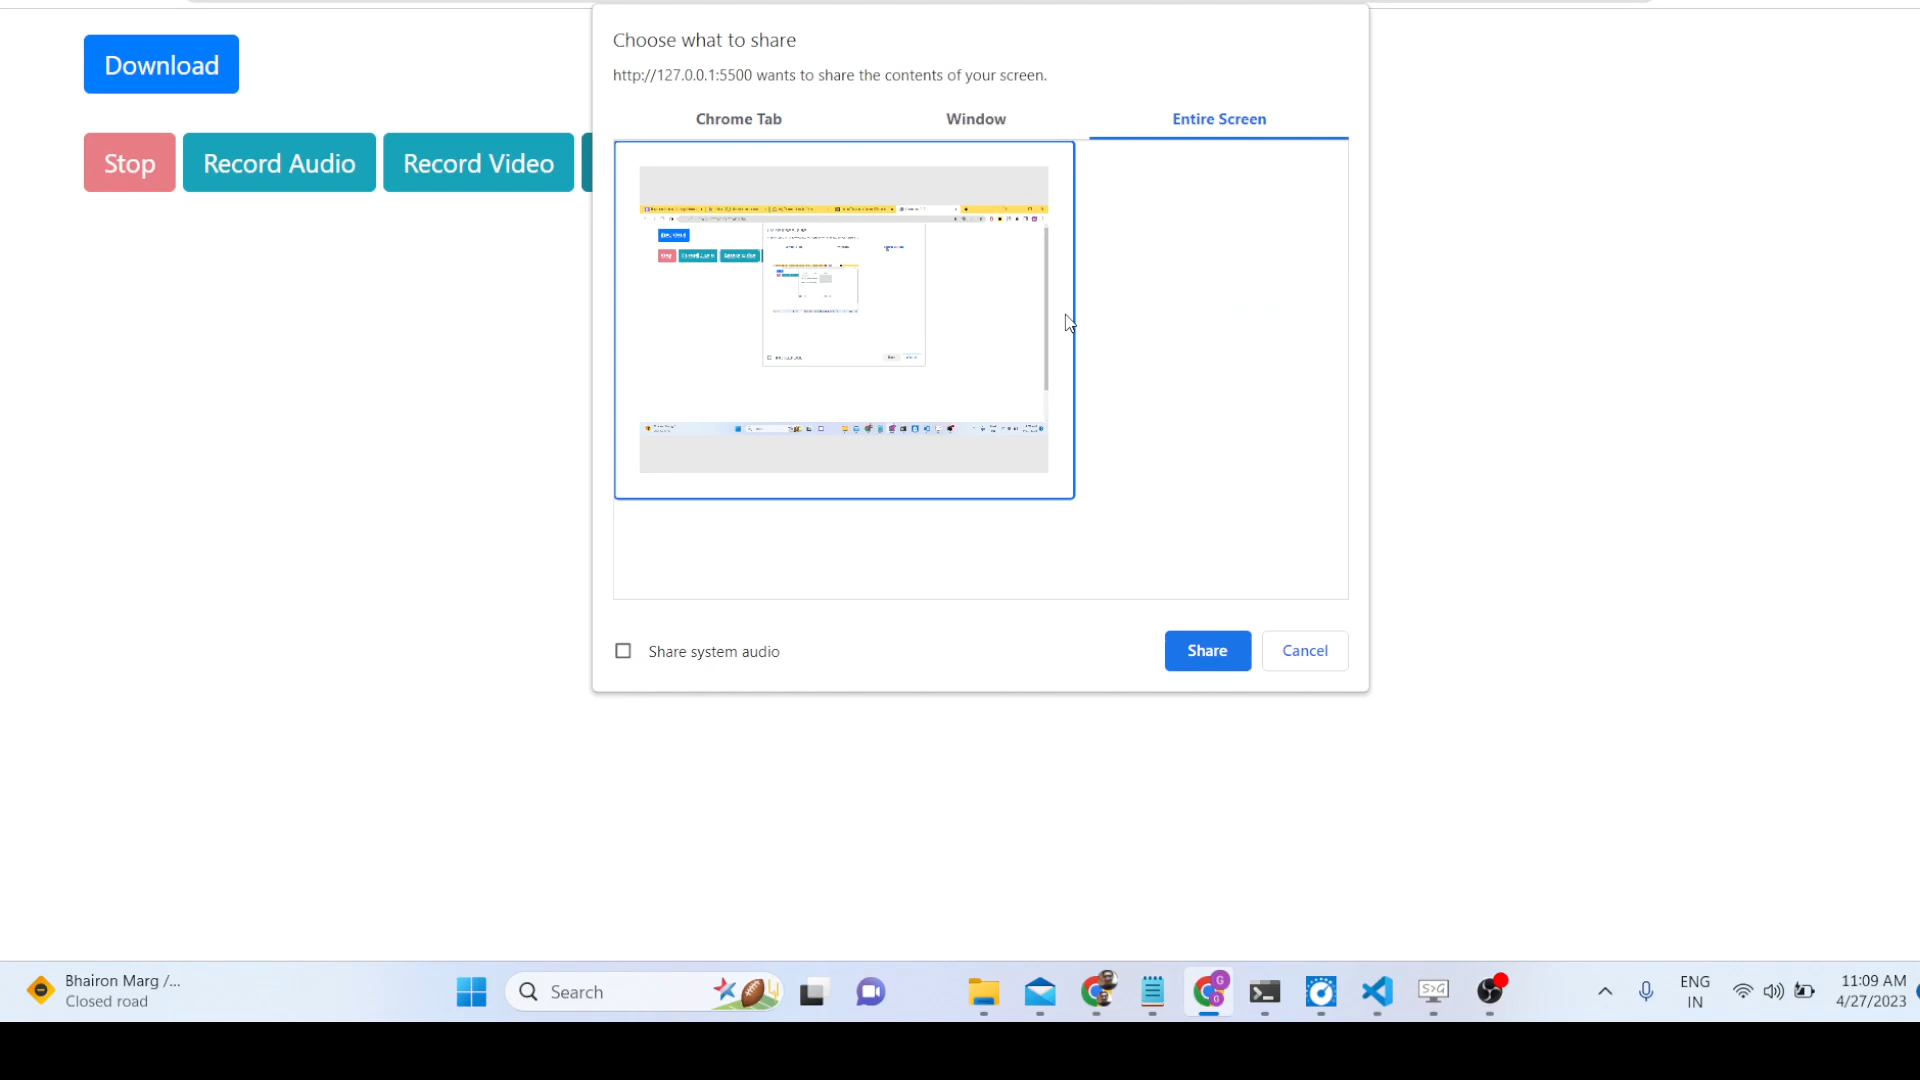 Choose what to share
http://127.0.0.1:5500 wants to share the contents of your screen.
Chrome Tab Window Entire Screen
Download
Stop Record Audio Record Video
Share system audio
Share Cancel
Bhairon Marg /...
Closed road
Search
S>G
G
G
ENG
IN
11:09 AM
4/27/2023